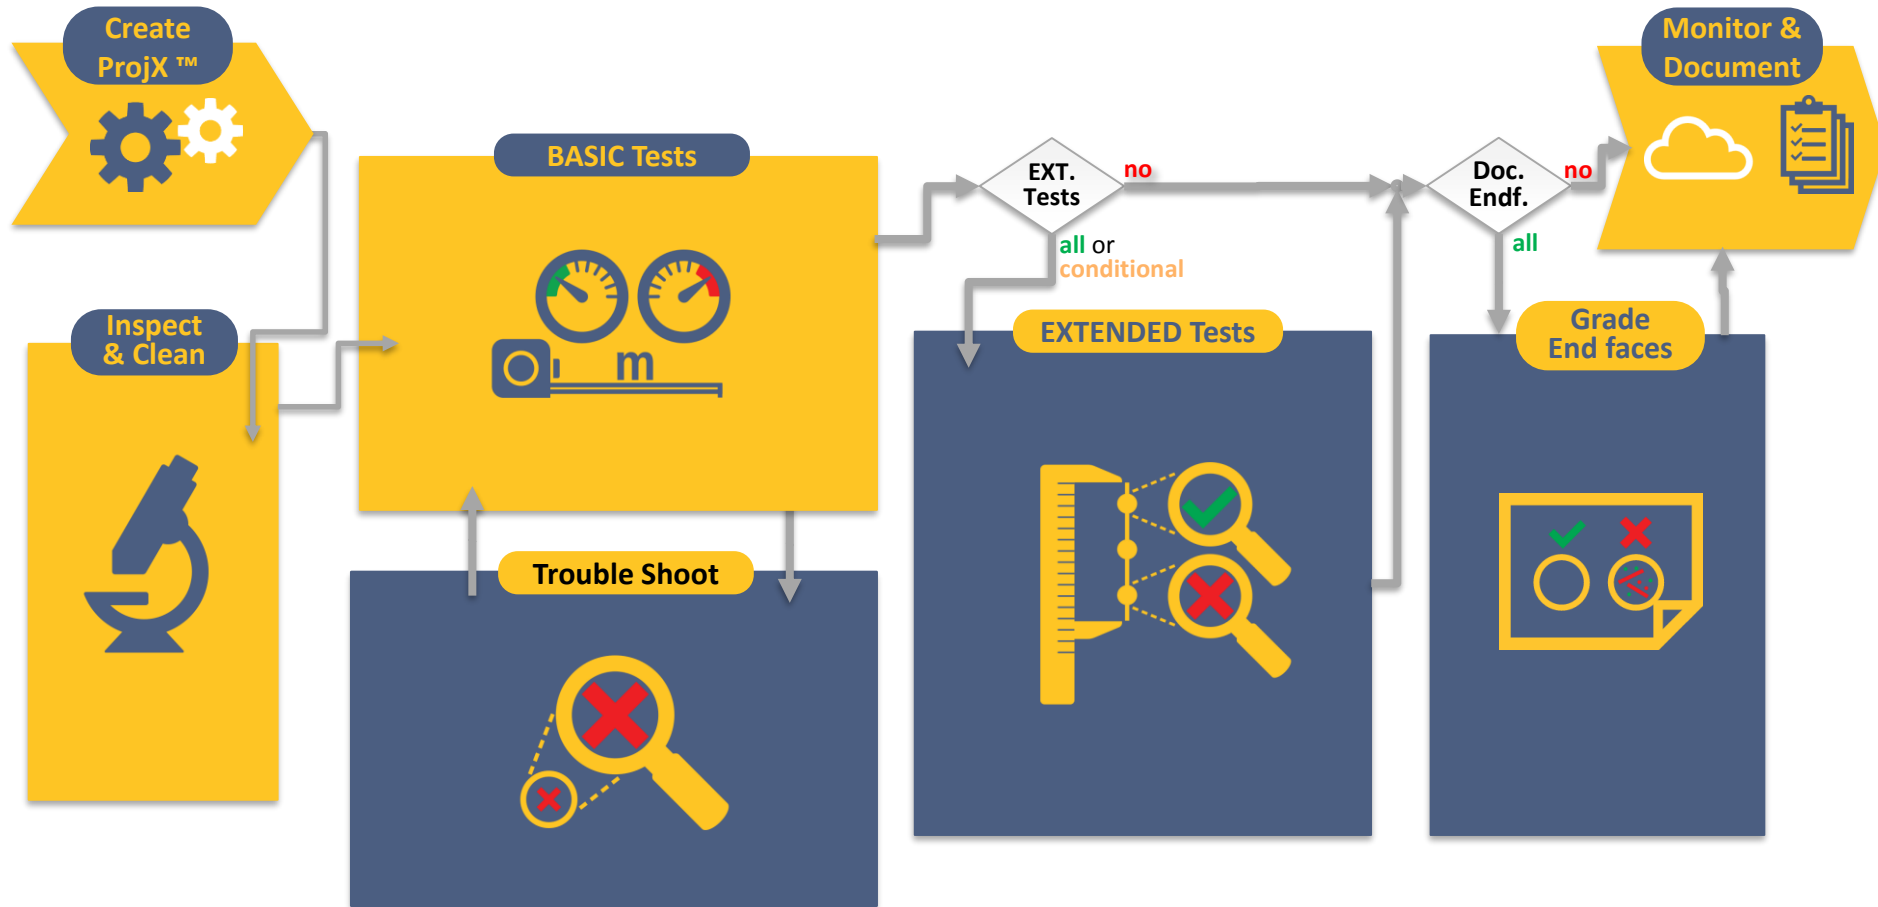 Create
ProjX ™
Inspect
& Clean
BASIC Tests
m
Trouble Shoot
EXT.
Tests
no
all or
conditional
EXTENDED Tests
Doc.
Endf.
no
all
Grade
End faces
Monitor &
Document